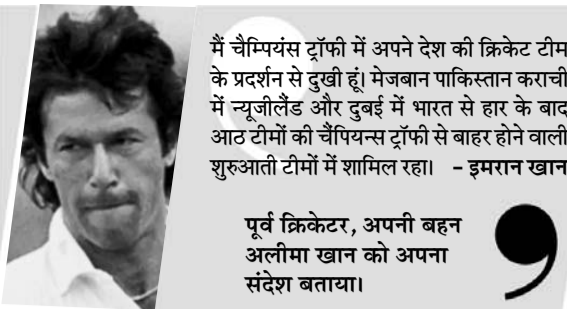 मैं चैम्पियंस ट्रॉफी में अपने देश की क्रिकेट टीम
के प्रदर्शन से दुखी हूं। मेजबान पाकिस्तान कराची
में न्यूजीलैंड और दुबई में भारत से हार के बाद
आठ टीमों की चैंपियन्स ट्रॉफी से बाहर होने वाली
शुरुआती टीमों में शामिल रहा। - इमरान खान
पूर्व क्रिकेटर, अपनी बहन
अलीमा खान को अपना
संदेश बताया।